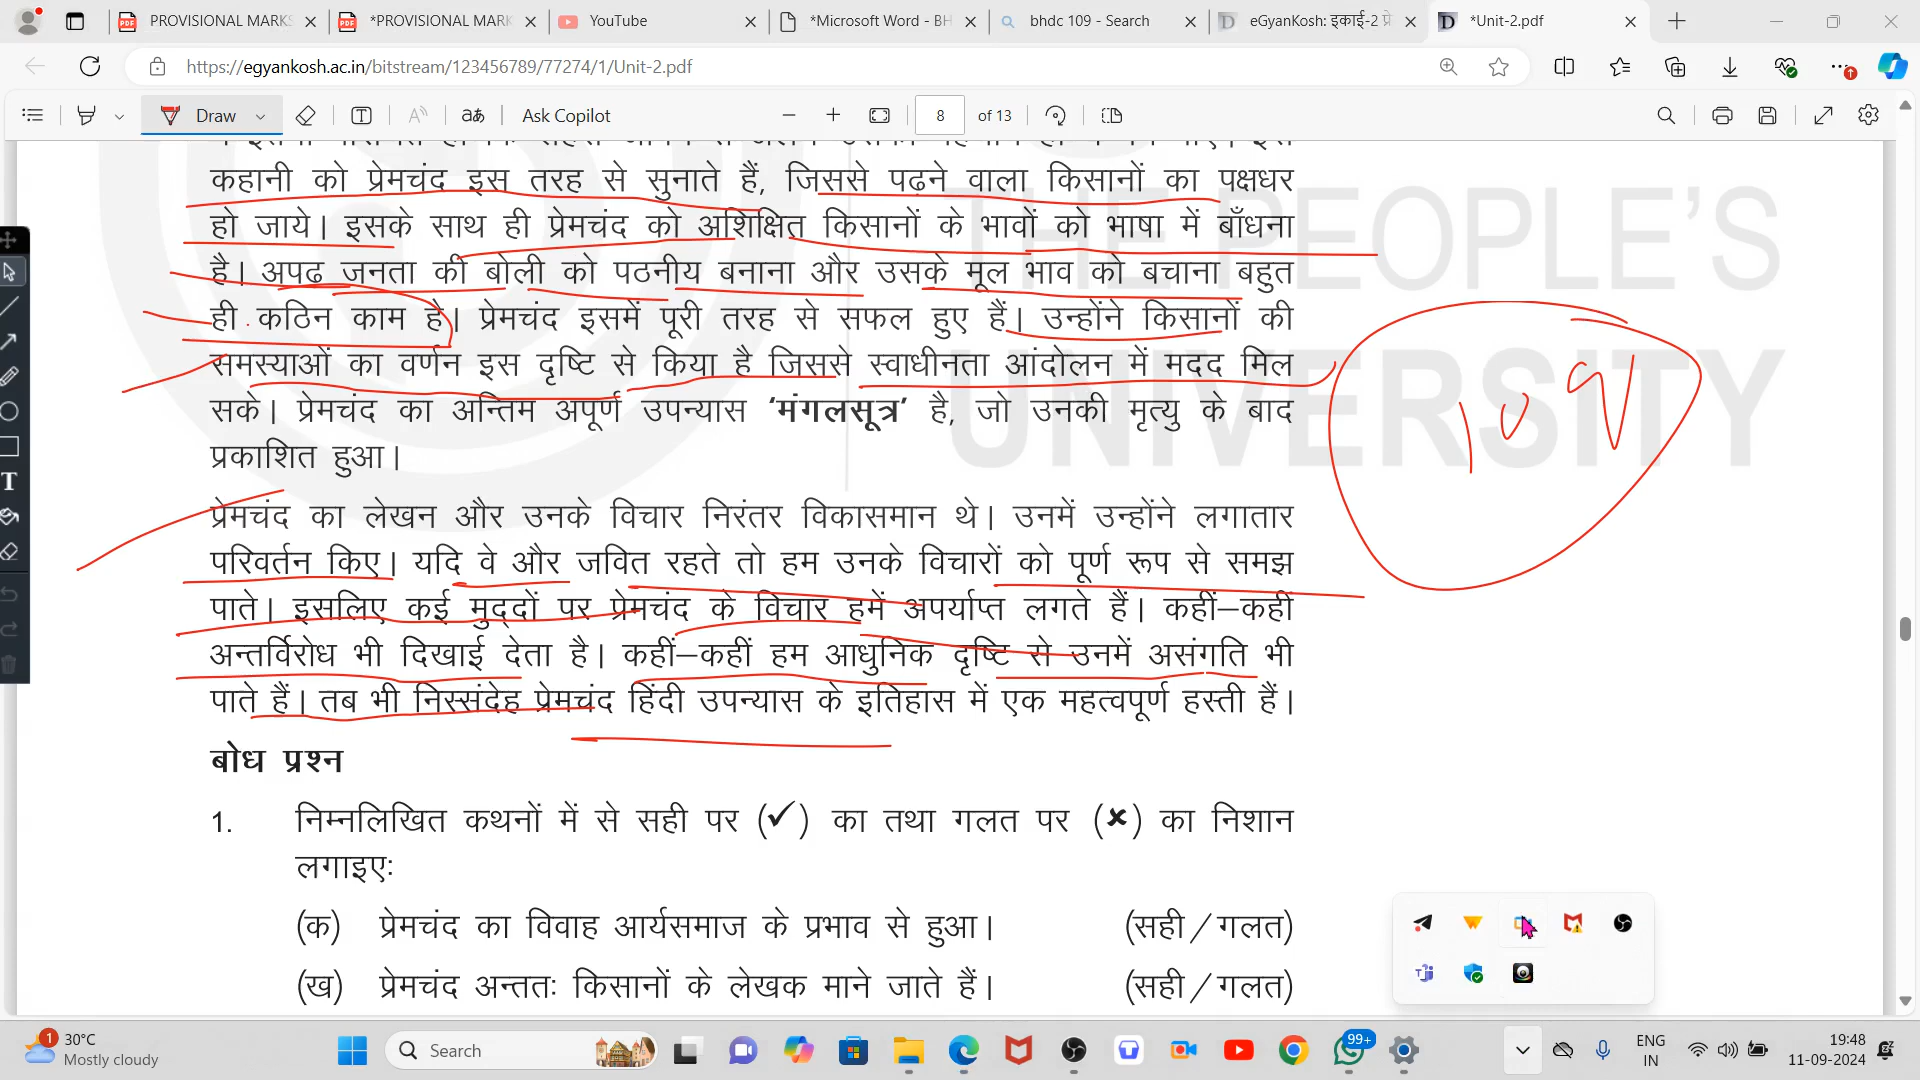 PROVISIONAL MARKS
*PROVISIONAL MARK
YouTube
*Microsoft Word - BH
bhdc 109 - Search
eGyanKosh: इकाई-2 प्रे
*Unit-2.pdf
https://egyankosh.ac.in/bitstream/123456789/77274/1/Unit-2.pdf
Draw
aあ
Ask Copilot
8
of 13
कहानी को प्रेमचंद इस तरह से सुनाते हैं, जिससे पढ़ने वाला किसानों का पक्षधर
हो जाये। इसके साथ ही प्रेमचंद को अशिक्षित किसानों के भावों को भाषा में बाँधना
है। अपढ़ जनता की बोली को पठनीय बनाना और उसके मूल भाव को बचाना बहुत
ही कठिन काम है। प्रेमचंद इसमें पूरी तरह से सफल हुए हैं। उन्होंने किसानों की
समस्याओं का वर्णन इस दृष्टि से किया है जिससे स्वाधीनता आंदोलन में मदद मिल
सके। प्रेमचंद का अन्तिम अपूर्ण उपन्यास 'मंगलसूत्र' है, जो उनकी मृत्यु के बाद
प्रकाशित हुआ।
THE PEOPLE'S
UNIVERSITY
109
प्रेमचंद का लेखन और उनके विचार निरंतर विकासमान थे। उनमें उन्होंने लगातार
परिवर्तन किए। यदि वे और जवित रहते तो हम उनके विचारों को पूर्ण रूप से समझ
पाते। इसलिए कई मुद्दों पर प्रेमचंद के विचार हमें अपर्याप्त लगते हैं। कहीं–कहीं
अन्तर्विरोध भी दिखाई देता है। कहीं–कहीं हम आधुनिक दृष्टि से उनमें असंगति भी
पाते हैं। तब भी निस्संदेह प्रेमचंद हिंदी उपन्यास के इतिहास में एक महत्वपूर्ण हस्ती हैं।
बोध प्रश्न
1. निम्नलिखित कथनों में से सही पर (✓) का तथा गलत पर (✗) का निशान
लगाइए:
(क) प्रेमचंद का विवाह आर्यसमाज के प्रभाव से हुआ। (सही/गलत)
(ख) प्रेमचंद अन्ततः किसानों के लेखक माने जाते हैं। (सही/गलत)
1
30°C
Mostly cloudy
Search
99+
ENG
IN
19:48
11-09-2024